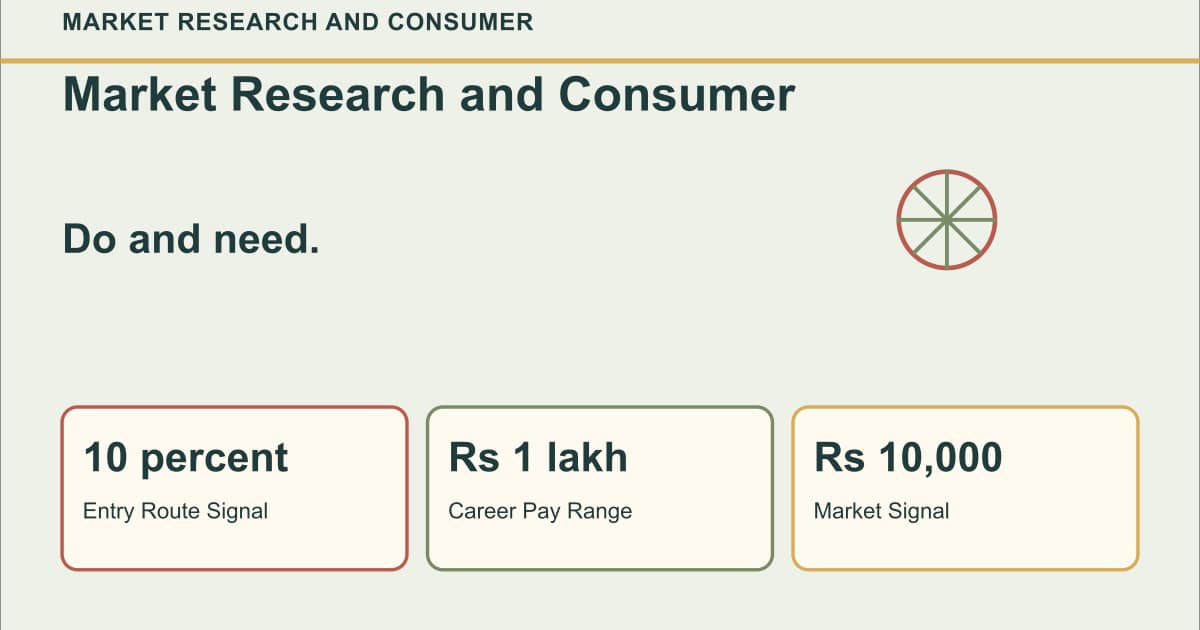 MARKET RESEARCH AND CONSUMER
Market Research and Consumer
Do and need.
10 percent
Entry Route Signal
Rs 1 lakh
Career Pay Range
Rs 10,000
Market Signal